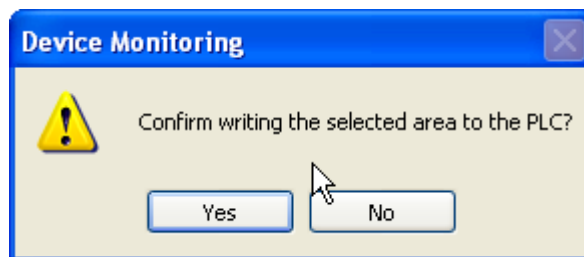 Device Monitoring
Confirm writing the selected area to the PLC?
Yes
No